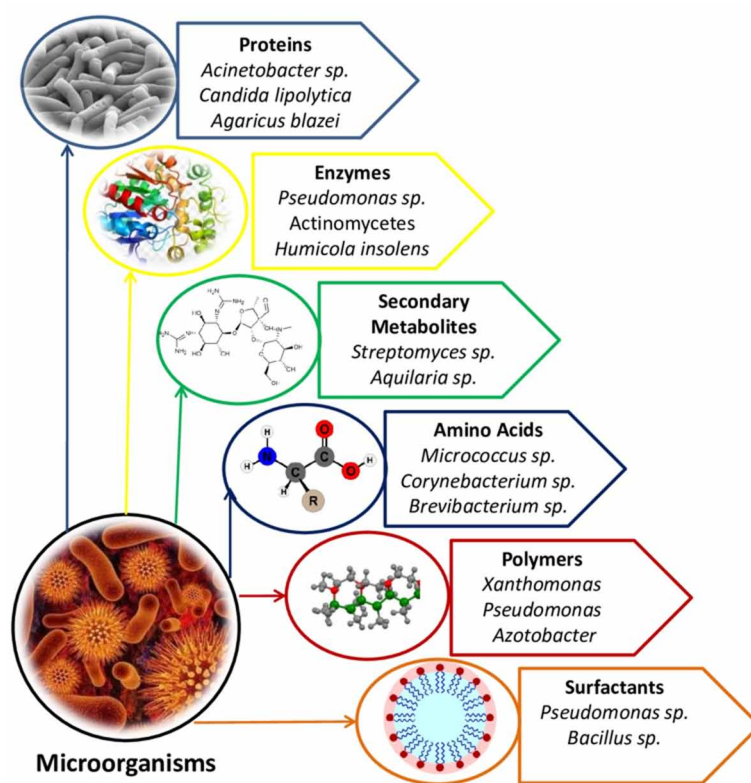 Proteins
Acinetobacter sp.
Candida lipolytica
Agaricus blazei
Enzymes
Pseudomonas sp.
Actinomycetes
Humicola insolens
Secondary
Metabolites
Streptomyces sp.
Aquilaria sp.
Amino Acids
Micrococcus sp.
Corynebacterium sp.
Brevibacterium sp.
H
O
N
C
H
O
H
H
R
Polymers
Xanthomonas
Pseudomonas
Azotobacter
Surfactants
Pseudomonas sp.
Bacillus sp.
Microorganisms